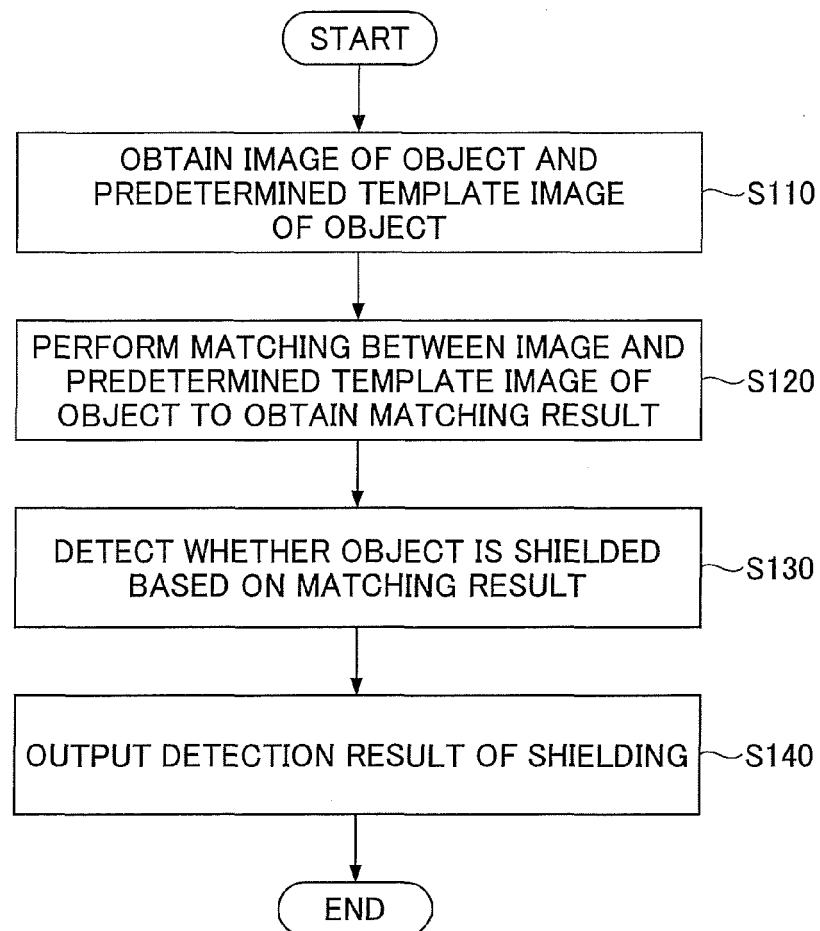 START
OBTAIN IMAGE OF OBJECT AND
PREDETERMINED TEMPLATE IMAGE
OF OBJECT
S110
PERFORM MATCHING BETWEEN IMAGE AND
PREDETERMINED TEMPLATE IMAGE OF
OBJECT TO OBTAIN MATCHING RESULT
S120
DETECT WHETHER OBJECT IS SHIELDED
BASED ON MATCHING RESULT
S130
OUTPUT DETECTION RESULT OF SHIELDING
S140
END